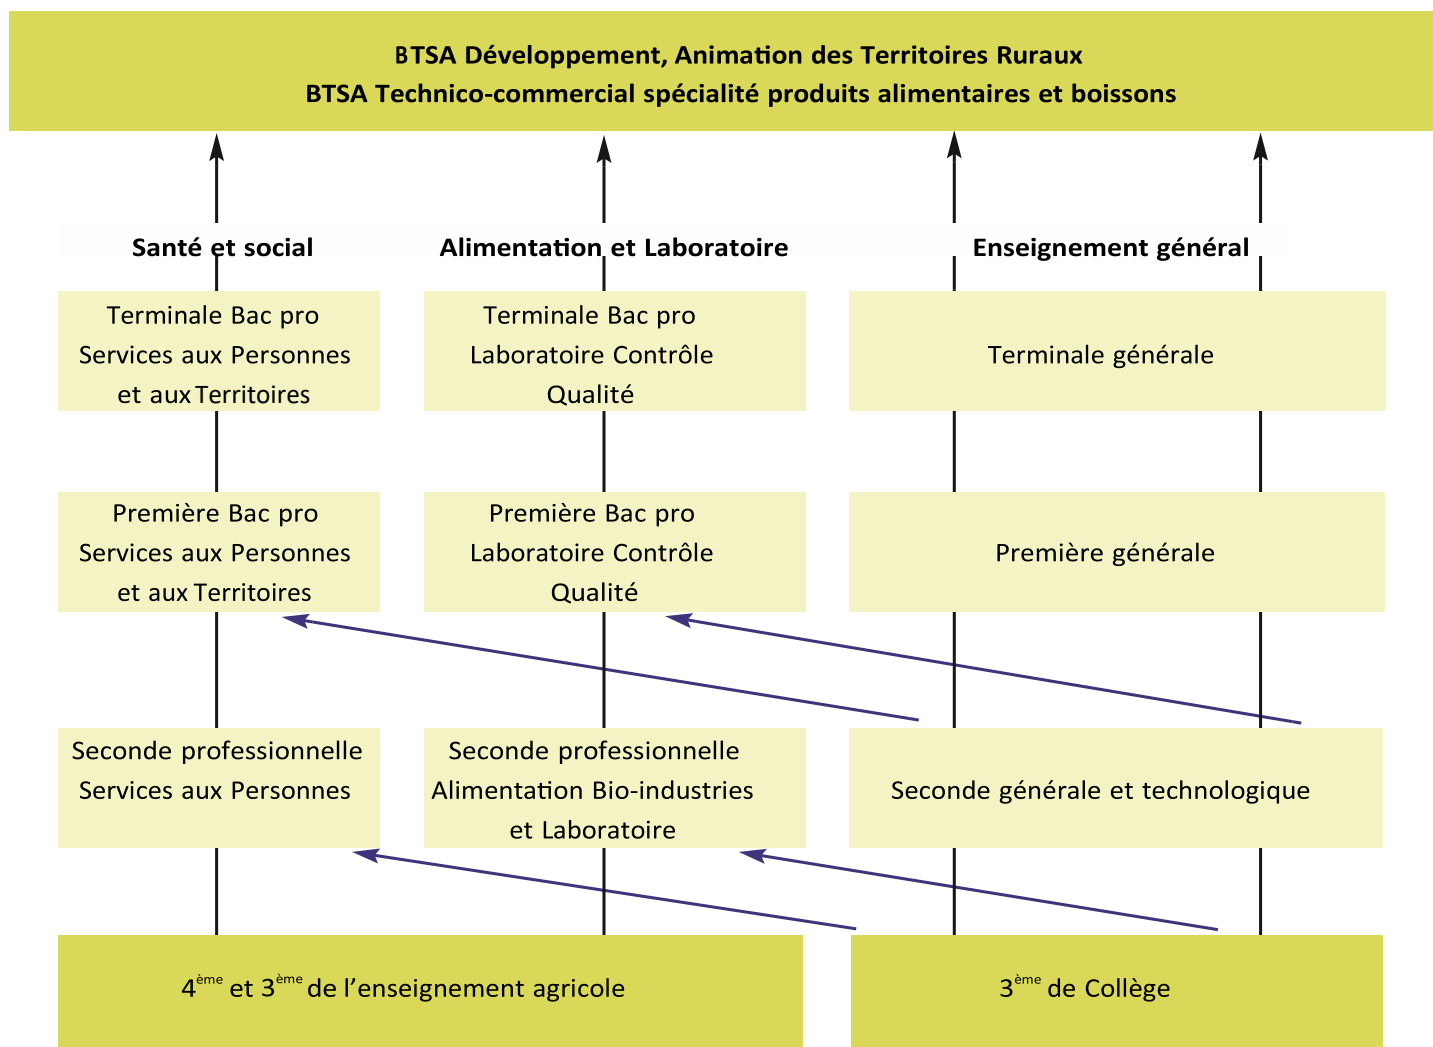 BTSA Développement, Animation des Territoires Ruraux
BTSA Technico-commercial spécialité produits alimentaires et boissons
Santé et social
Alimentation et Laboratoire
Enseignement général
Terminale Bac pro
Services aux Personnes
et aux Territoires
Terminale Bac pro
Laboratoire Contrôle
Qualité
Terminale générale
Première Bac pro
Services aux Personnes
et aux Territoires
Première Bac pro
Laboratoire Contrôle
Qualité
Première générale
Seconde professionnelle
Services aux Personnes
Seconde professionnelle
Alimentation Bio-industries
et Laboratoire
Seconde générale et technologique
4ème et 3ème de l’enseignement agricole
3ème de Collège